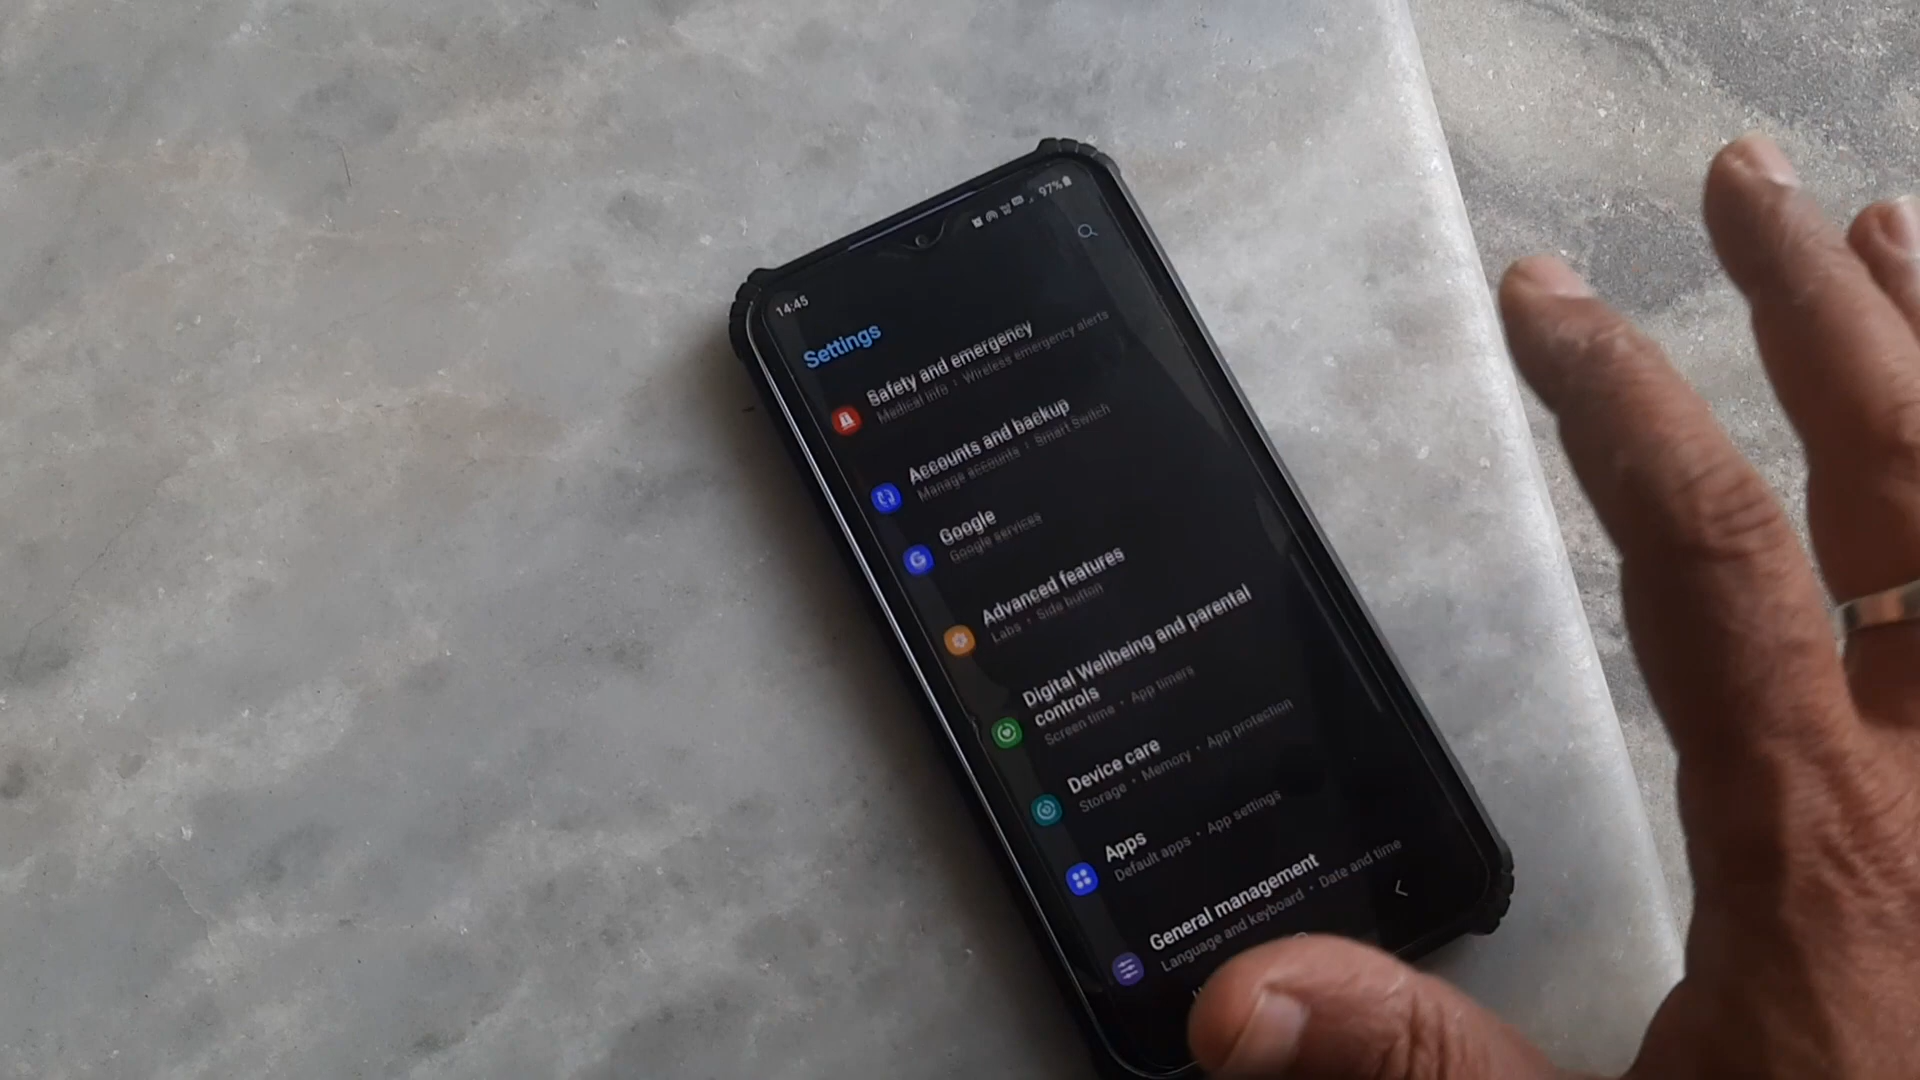 14:45
97%
Settings
Safety and emergency
Medical info • Wireless emergency alerts
Accounts and backup
Manage accounts • Smart Switch
Google
Google services
Advanced features
Labs • Side button
Digital Wellbeing and parental
controls
Screen time • App timers
Device care
Storage • Memory • App protection
Apps
Default apps • App settings
General management
Language and keyboard • Date and time